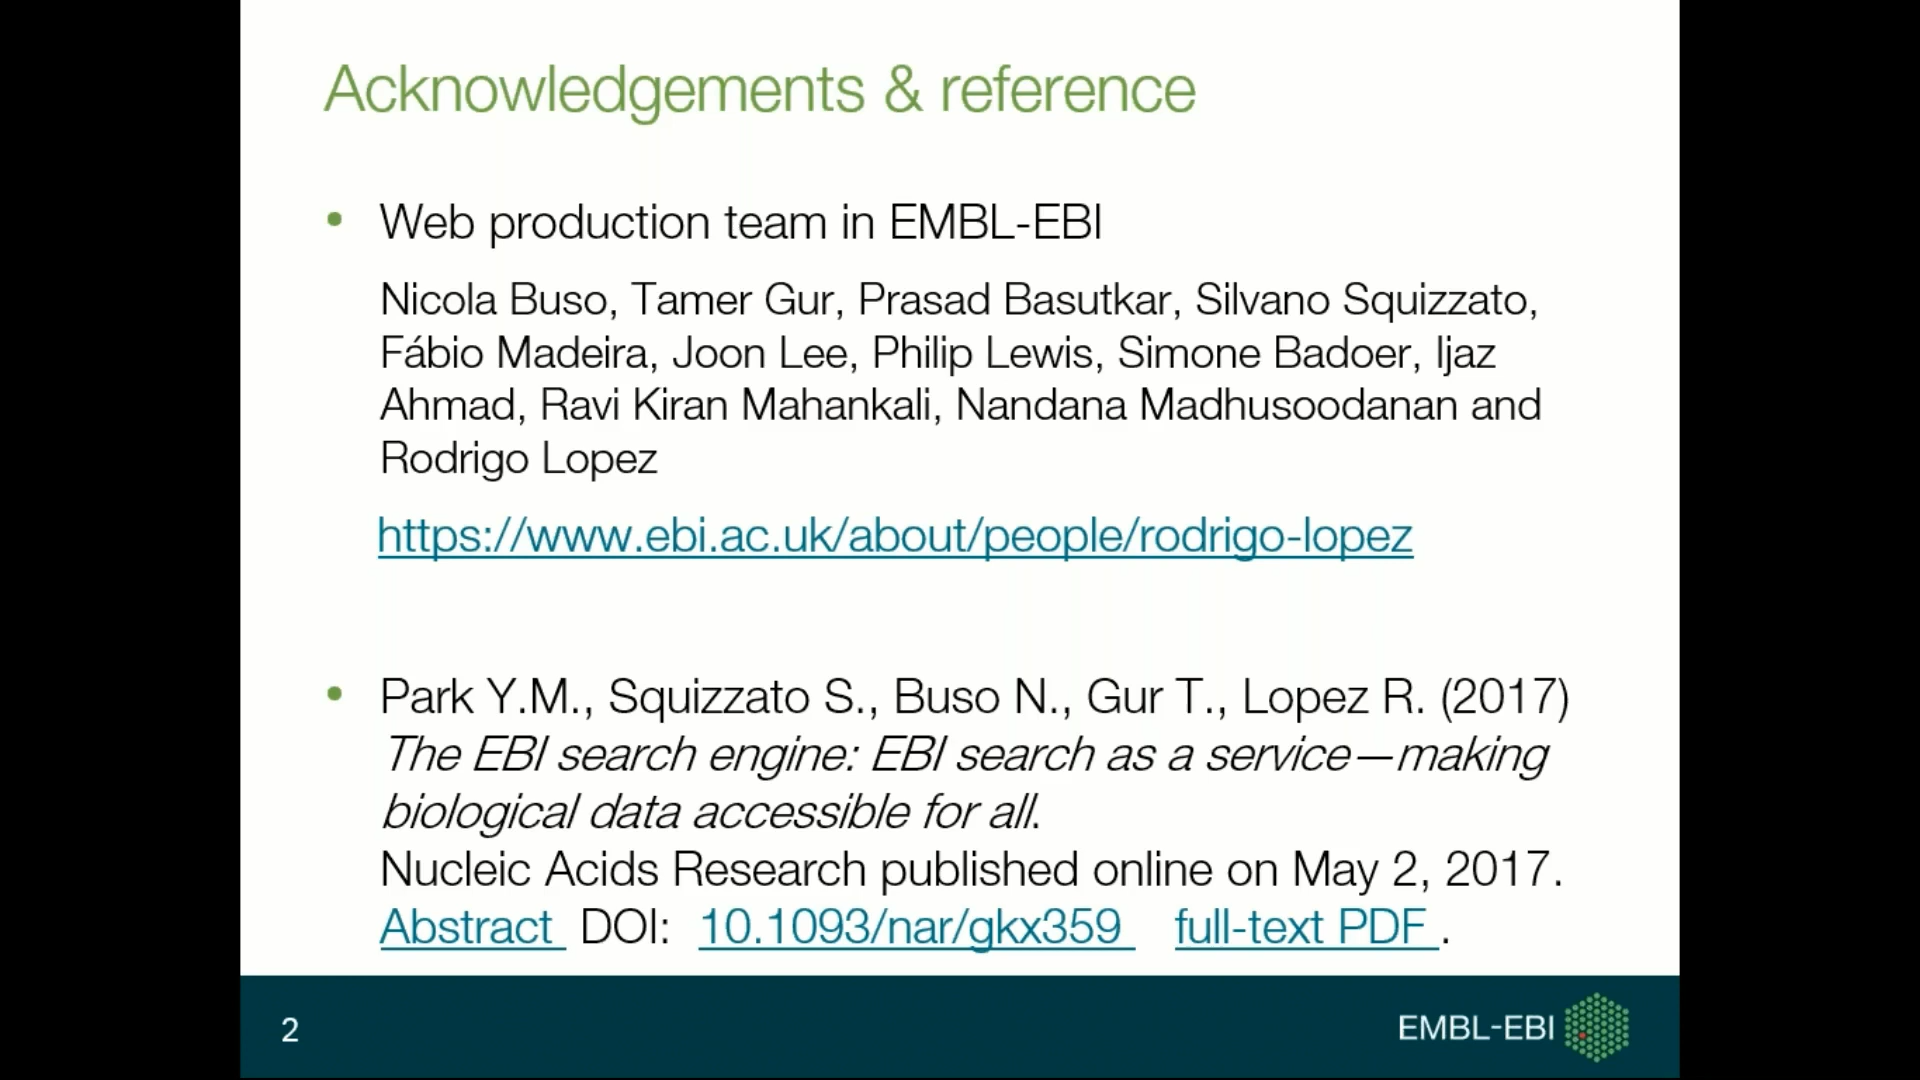 Acknowledgements & reference
• Web production team in EMBL-EBI
Nicola Buso, Tamer Gur, Prasad Basutkar, Silvano Squizzato,
Fábio Madeira, Joon Lee, Philip Lewis, Simone Badoer, Ijaz
Ahmad, Ravi Kiran Mahankali, Nandana Madhusoodanan and
Rodrigo Lopez
https://www.ebi.ac.uk/about/people/rodrigo-lopez
• Park Y.M., Squizzato S., Buso N., Gur T., Lopez R. (2017)
The EBI search engine: EBI search as a service—making
biological data accessible for all.
Nucleic Acids Research published online on May 2, 2017.
Abstract DOI: 10.1093/nar/gkx359 full-text PDF .
2
EMBL-EBI